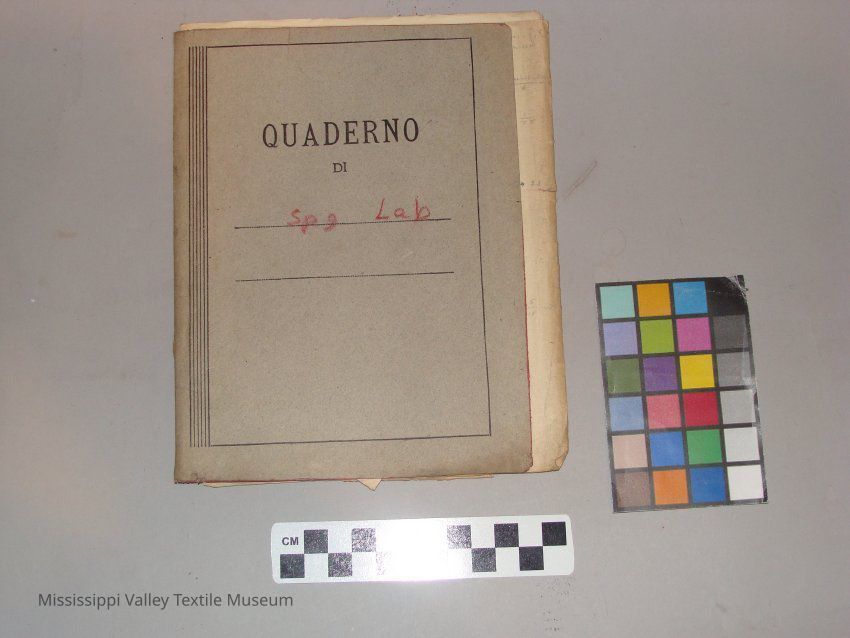 QUADERNO
DI
Spg Lab
CM
Mississippi Valley Textile Museum